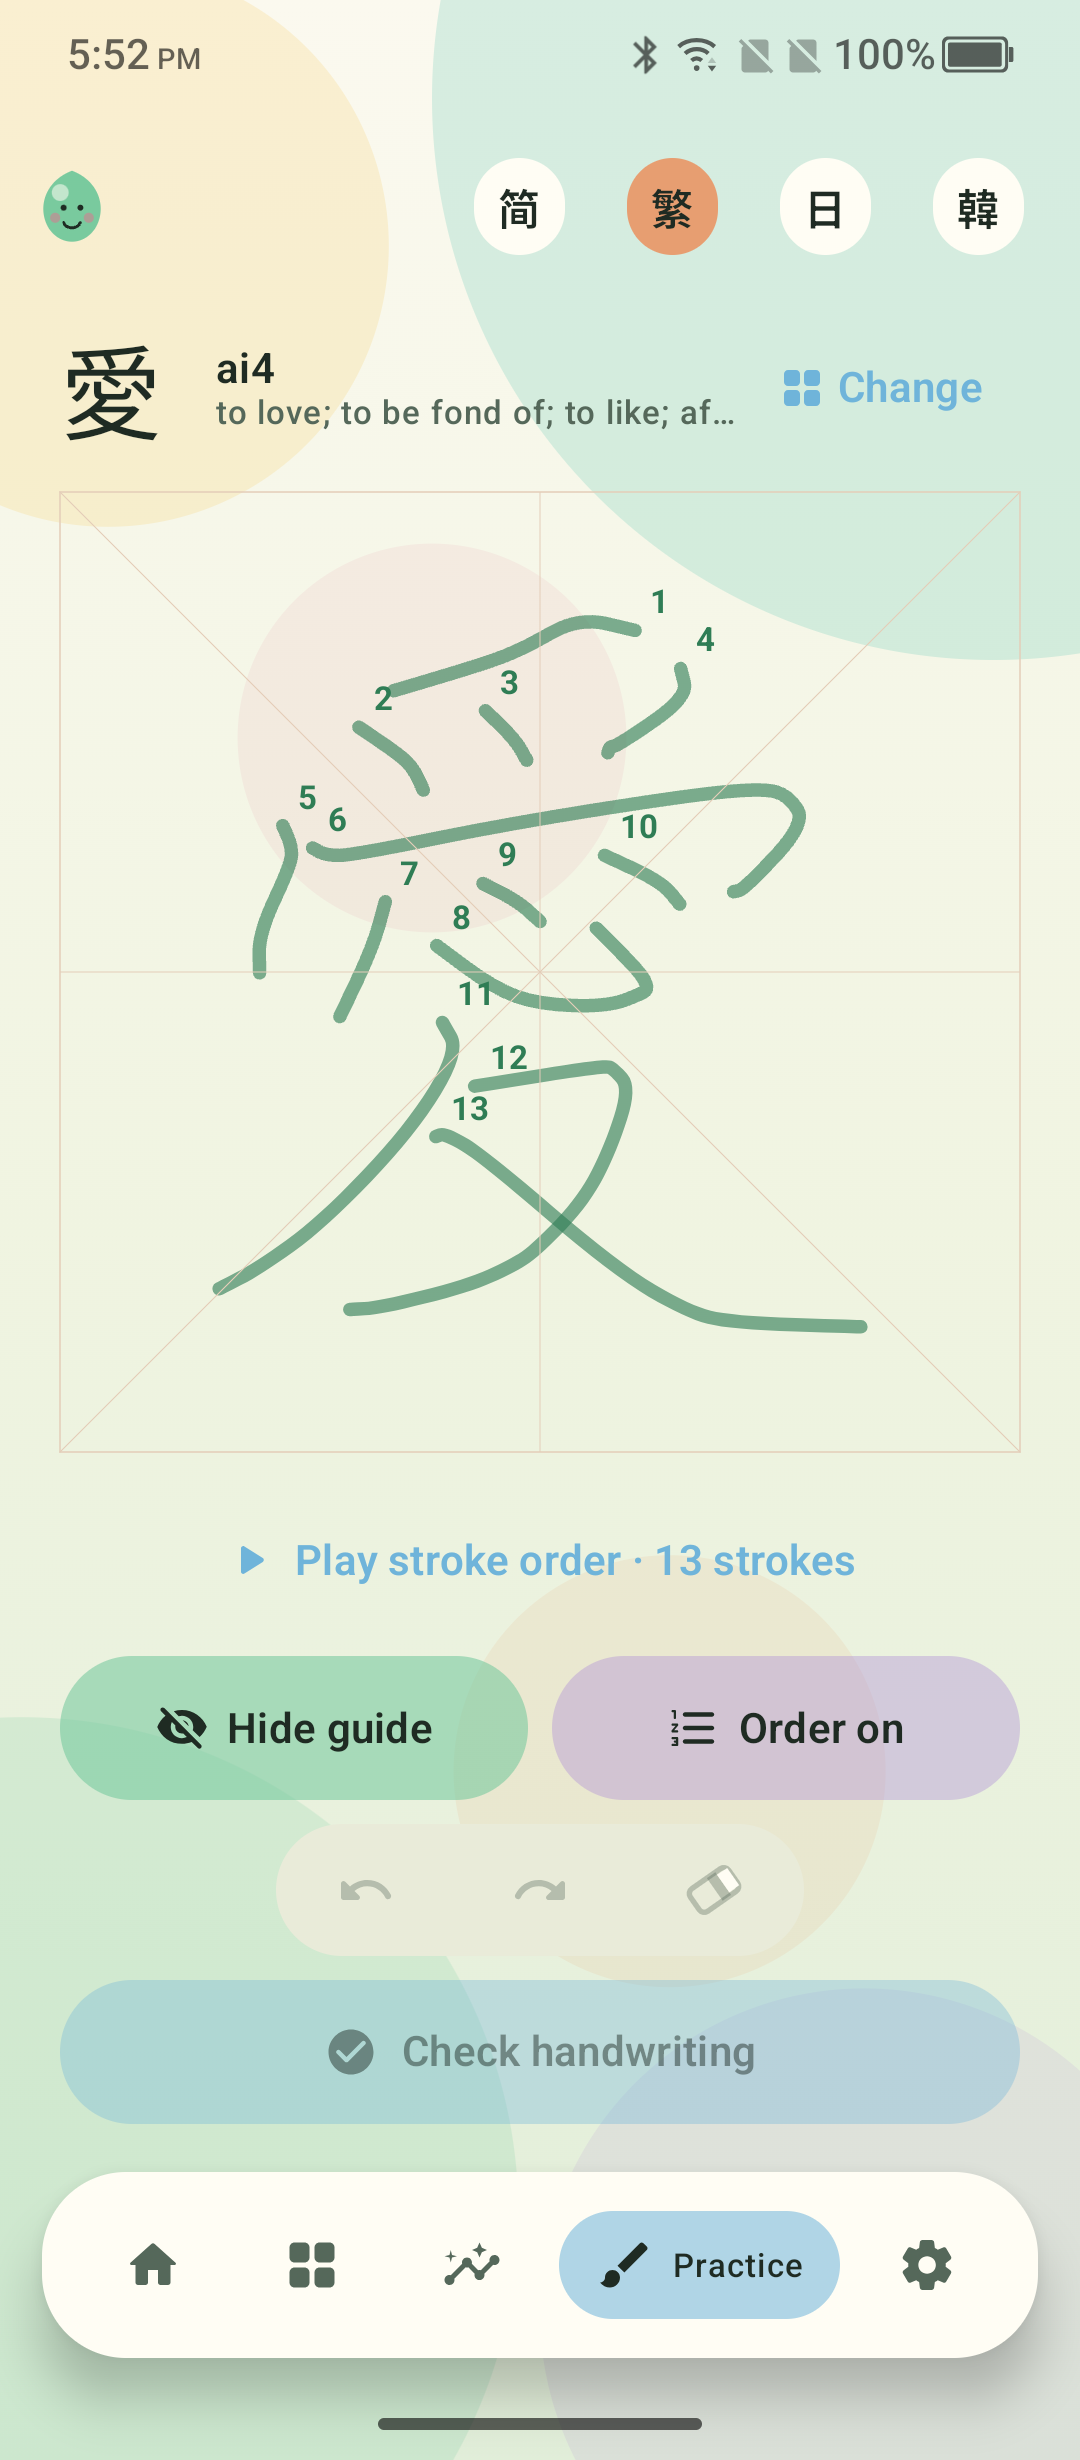 5:52 PM
100%
简 繁 日 韓
愛
ai4
to love; to be fond of; to like; af…
Change
1
4
3
2
5
6
10
9
7
8
11
12
13
Play stroke order · 13 strokes
Hide guide
Order on
Check handwriting
Practice